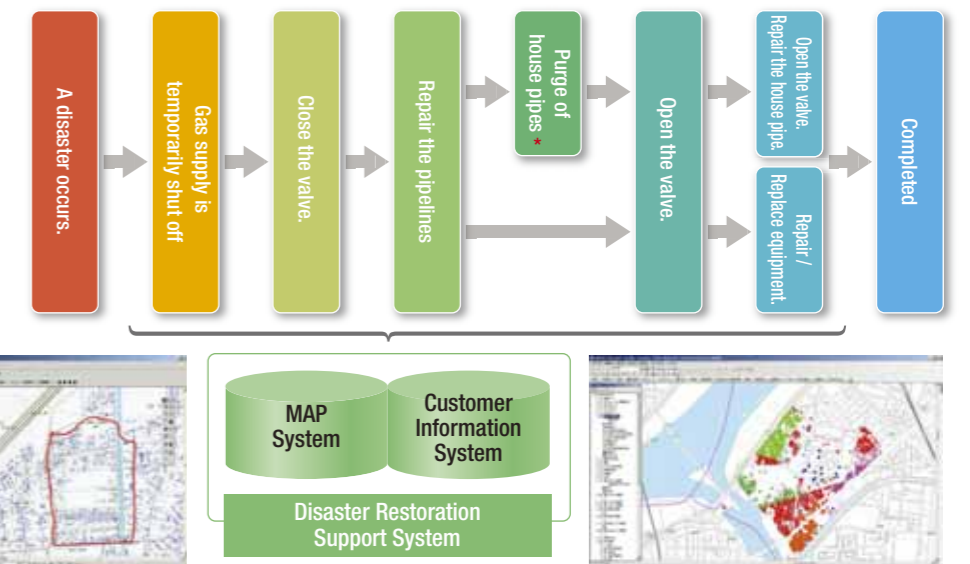 A disaster occurs.
Gas supply is
temporarily shut off
Close the valve.
Repair the pipelines
Purge of
house pipes *
Open the valve.
Open the valve.
Repair the house pipe.
Repair /
Replace equipment.
Completed
MAP
System
Customer
Information
System
Disaster Restoration
Support System